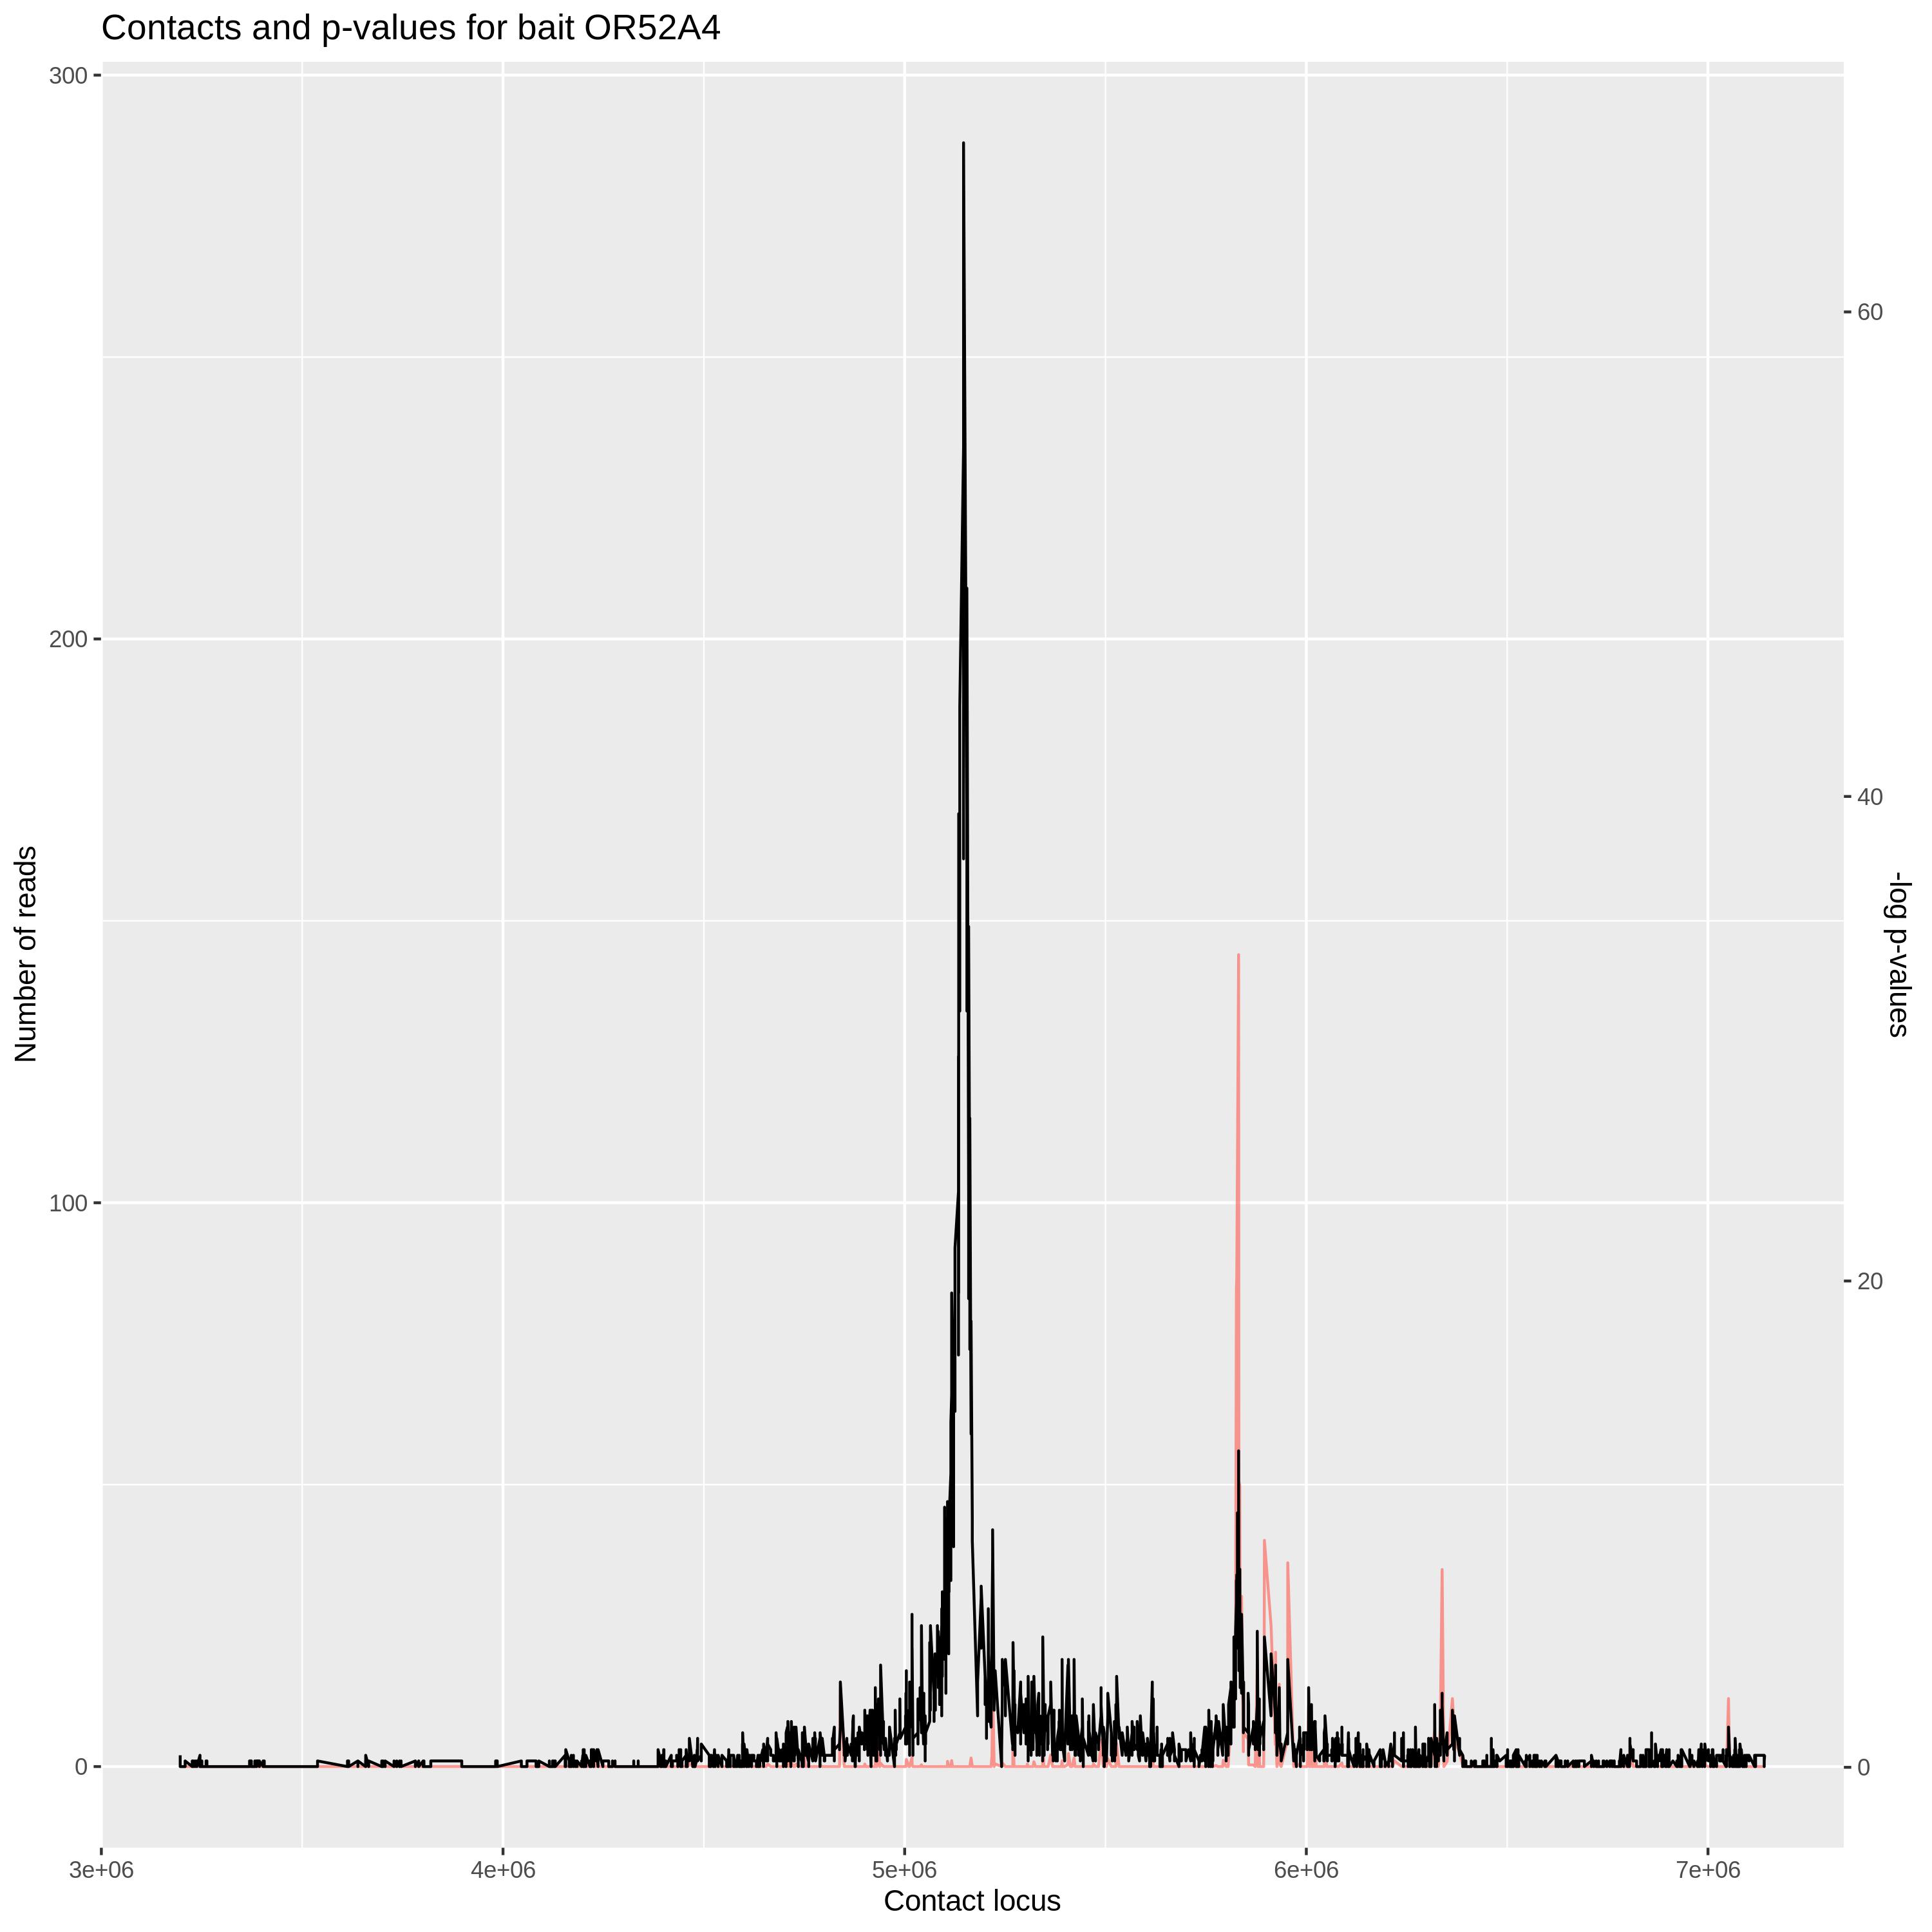 Contacts and p-values for bait OR52A4
300
200
100
0
Number of reads
60
40
20
0
-log p-values
3e+06 4e+06 5e+06 6e+06 7e+06
Contact locus